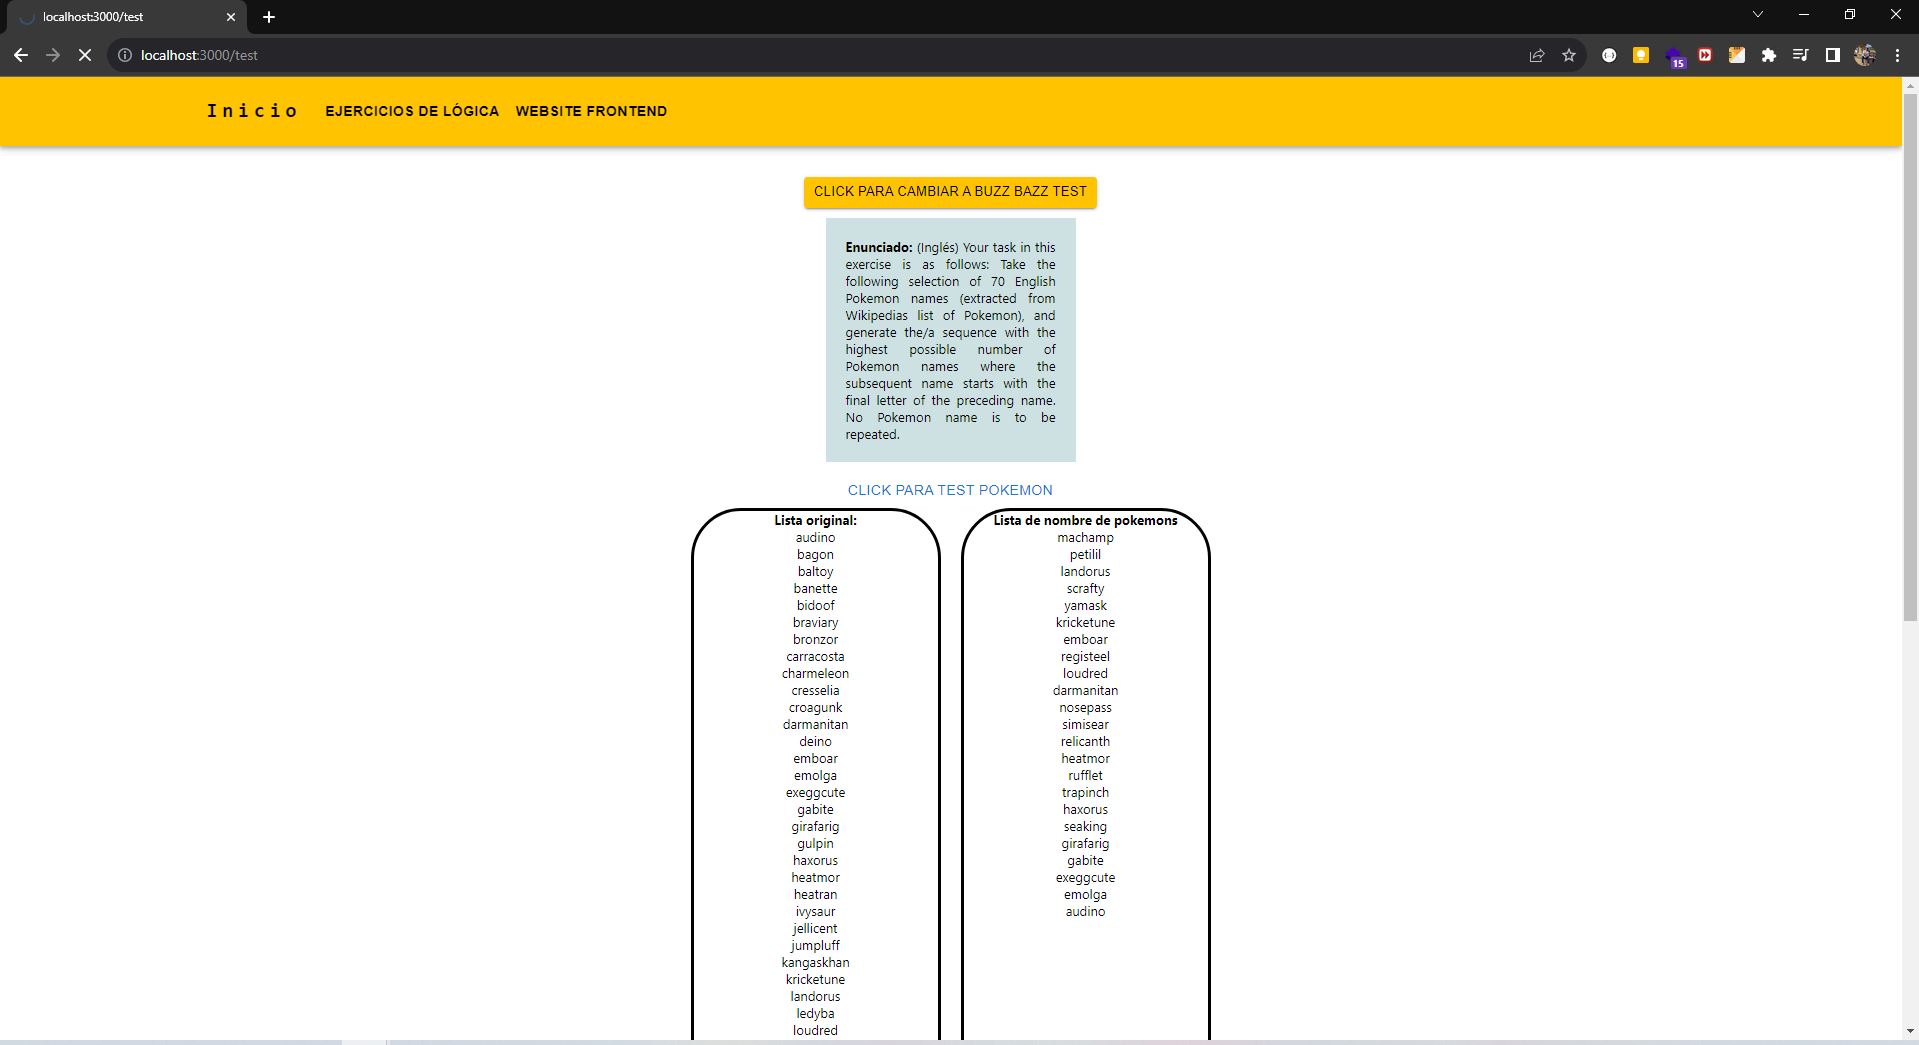 localhost:3000/test
localhost:3000/test
15
Inicio EJERCICIOS DE LÓGICA WEBSITE FRONTEND
CLICK PARA CAMBIAR A BUZZ BAZZ TEST
Enunciado: (Inglés) Your task in this
exercise is as follows: Take the
following selection of 70 English
Pokemon names (extracted from
Wikipedias list of Pokemon), and
generate the/a sequence with the
highest possible number of
Pokemon names where the
subsequent name starts with the
final letter of the preceding name.
No Pokemon name is to be
repeated.
CLICK PARA TEST POKEMON
Lista original:
audino
bagon
baltoy
banette
bidoof
braviary
bronzor
carracosta
charmeleon
cresselia
croagunk
darmanitan
deino
emboar
emolga
exeggcute
gabite
girafarig
gulpin
haxorus
heatmor
heatran
ivysaur
jellicent
jumpluff
kangaskhan
kricketune
landorus
ledyba
loudred
Lista de nombre de pokemons
machamp
petilil
landorus
scrafty
yamask
kricketune
emboar
registeel
loudred
darmanitan
nosepass
simisear
relicanth
heatmor
rufflet
trapinch
haxorus
seaking
girafarig
gabite
exeggcute
emolga
audino